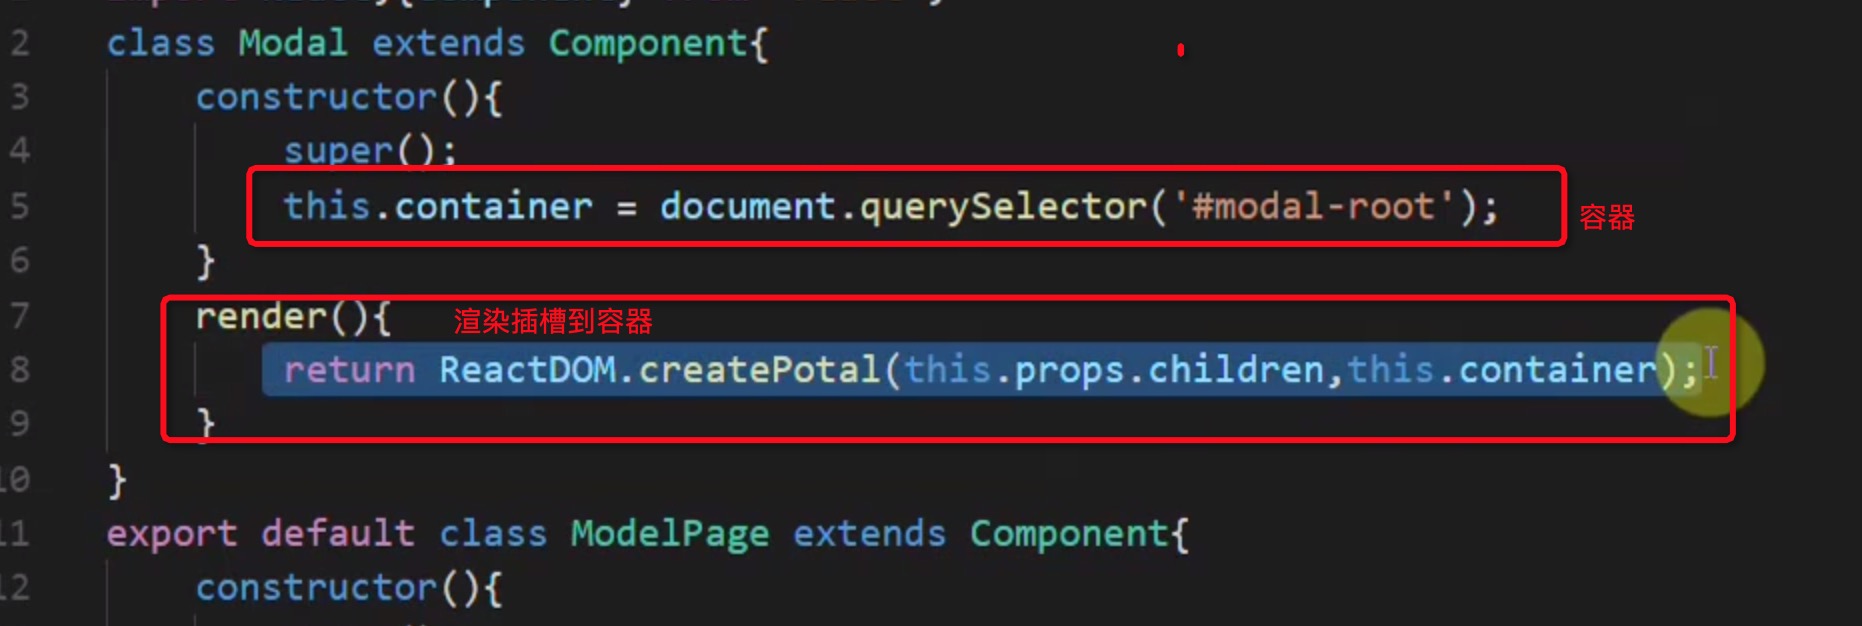 2 class Modal extends Component{
3 constructor(){
4 super();
5 this.container = document.querySelector('#modal-root'); 容器
6 }
7 render(){ 渲染插槽到容器
8 return ReactDOM.createPotal(this.props.children,this.container);
9 }
10 }
11 export default class ModelPage extends Component{
12 constructor(){